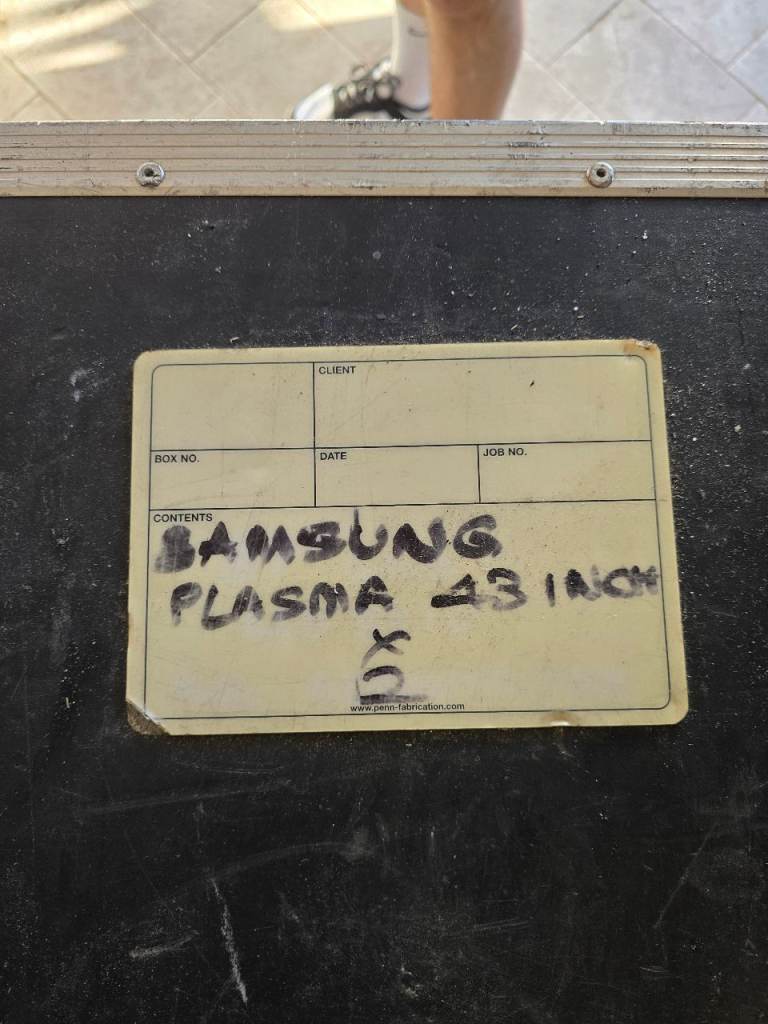 CLIENT
BOX NO. DATE JOB NO.
CONTENTS
SAMSUNG
PLASMA 43 INCH
X
2
www.penn-fabrication.com